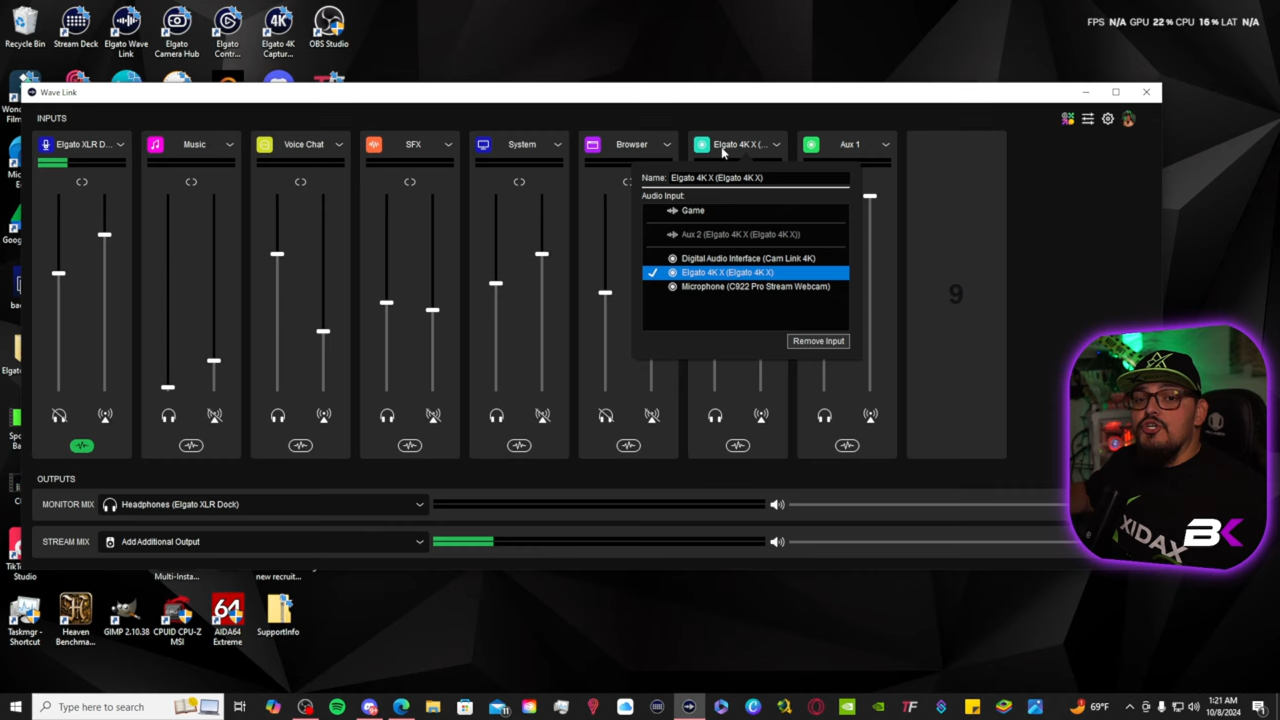 FPS N/A GPU 22 % CPU 16 % LAT N/A
Recycle Bin
Stream Deck
Elgato Wave Link
Elgato Camera Hub
Elgato Contr...
4K
Elgato 4K Captur...
OBS Studio
Wave Link
INPUTS
Elgato XLR D...
Music
Voice Chat
SFX
System
Browser
Elgato 4K X (...
Aux 1
Name: Elgato 4K X (Elgato 4K X)
Audio Input:
Game
Aux 2 (Elgato 4K X (Elgato 4K X))
Digital Audio Interface (Cam Link 4K)
Elgato 4K X (Elgato 4K X)
Microphone (C922 Pro Stream Webcam)
Remove Input
9
OUTPUTS
MONITOR MIX
Headphones (Elgato XLR Dock)
STREAM MIX
Add Additional Output
XIDAX
BK
Studio
Multi-Insta...
new recruit...
Taskmgr - Shortcut
Heaven Benchma...
GIMP 2.10.38
CPUID CPU-Z MSI
64
AIDA64 Extreme
SupportInfo
Type here to search
69°F
1:21 AM
10/8/2024